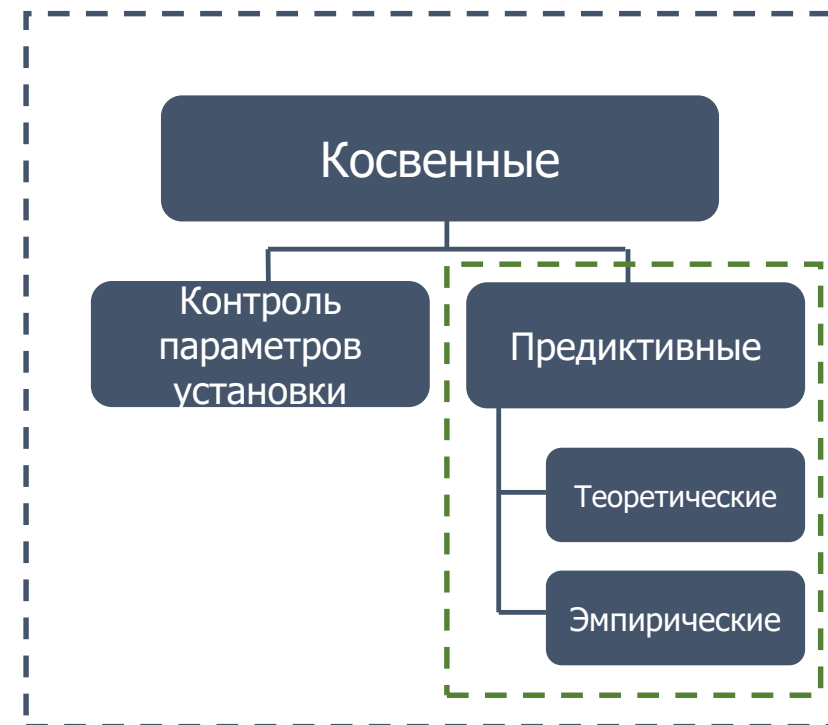 Косвенные
Контроль
параметров
установки
Предиктивные
Теоретические
Эмпирические